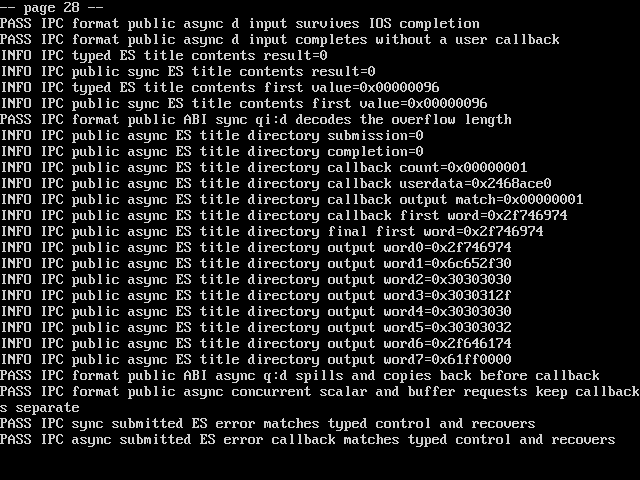 -- page 28 --
PASS IPC format public async d input survives IOS completion
PASS IPC format public async d input completes without a user callback
INFO IPC typed ES title contents result=0
INFO IPC public sync ES title contents result=0
INFO IPC typed ES title contents first value=0x00000096
INFO IPC public sync ES title contents first value=0x00000096
PASS IPC format public ABI sync qi:d decodes the overflow length
INFO IPC public async ES title directory submission=0
INFO IPC public async ES title directory completion=0
INFO IPC public async ES title directory callback count=0x00000001
INFO IPC public async ES title directory callback userdata=0x2468ace0
INFO IPC public async ES title directory callback output match=0x00000001
INFO IPC public async ES title directory callback first word=0x2f746974
INFO IPC public async ES title directory final first word=0x2f746974
INFO IPC public async ES title directory output word0=0x2f746974
INFO IPC public async ES title directory output word1=0x6c652f30
INFO IPC public async ES title directory output word2=0x30303030
INFO IPC public async ES title directory output word3=0x3030312f
INFO IPC public async ES title directory output word4=0x30303030
INFO IPC public async ES title directory output word5=0x30303032
INFO IPC public async ES title directory output word6=0x2f646174
INFO IPC public async ES title directory output word7=0x61ff0000
PASS IPC format public ABI async q:d spills and copies back before callback
PASS IPC format public async concurrent scalar and buffer requests keep callback
s separate
PASS IPC sync submitted ES error matches typed control and recovers
PASS IPC async submitted ES error callback matches typed control and recovers